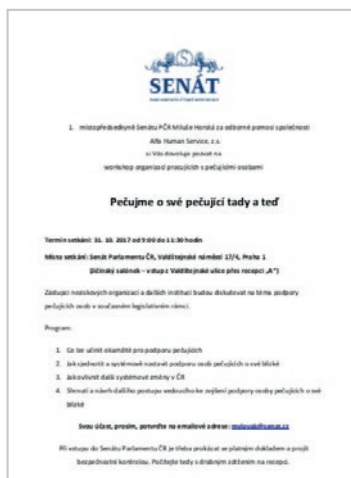 SENÁT
1. místopředsedkyně Senátu PČR Miluše Horská za odborné pomoci společnosti
Alfa Human Service, z.s.
si Vás dovoluje pozvat na
workshop organizací pracujících s pečujícími osobami
Pečujme o své pečující tady a teď
Termín setkání: 31. 10. 2017 od 9:00 do 11:30 hodin
Místo setkání: Senát Parlamentu ČR, Valdštejnské náměstí 17/4, Praha 1
(Jičínský salónek – vstup z Valdštejnské ulice přes recepci „A“)
Zástupci neziskových organizací a dalších institucí budou diskutovat na téma podpory
pečujících osob v současném legislativním rámci.
Program:
1. Co lze učinit okamžitě pro podporu pečujících
2. Jak sjednotit a systémově nastavit podporu osob pečujících o své blízké
3. Jak ovlivnit další systémové změny v ČR
4. Shrnutí a návrh dalšího postupu vedoucího ke zvýšení podpory osoby pečujících o své
blízké
Svou účast, prosím, potvrďte na emailové adrese: @senat.cz
Při vstupu do Senátu Parlamentu ČR je třeba prokázat se platným dokladem a projít
bezpečnostní kontrolou. Počítejte tedy s drobným zdržením na recepci.